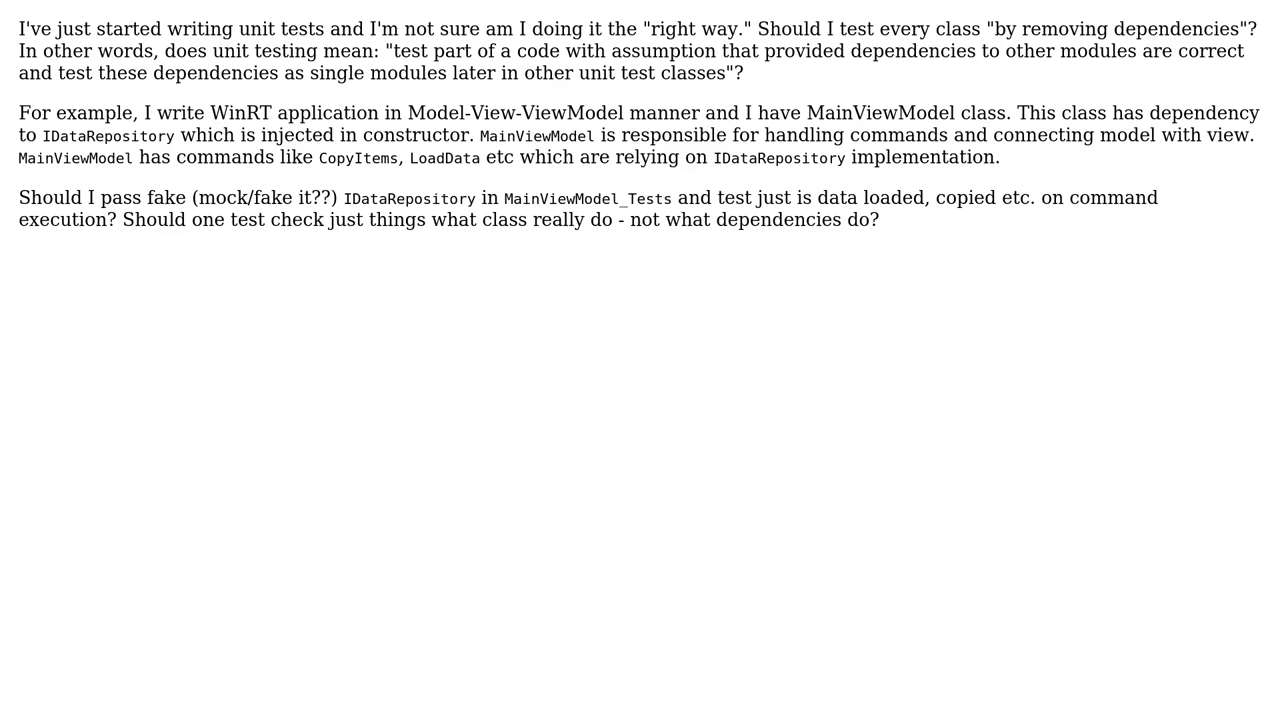 I've just started writing unit tests and I'm not sure am I doing it the "right way." Should I test every class "by removing dependencies"?
In other words, does unit testing mean: "test part of a code with assumption that provided dependencies to other modules are correct
and test these dependencies as single modules later in other unit test classes"?
For example, I write WinRT application in Model-View-ViewModel manner and I have MainViewModel class. This class has dependency
to IDataRepository which is injected in constructor. MainViewModel is responsible for handling commands and connecting model with view.
MainViewModel has commands like CopyItems, LoadData etc which are relying on IDataRepository implementation.
Should I pass fake (mock/fake it??) IDataRepository in MainViewModel_Tests and test just is data loaded, copied etc. on command
execution? Should one test check just things what class really do - not what dependencies do?